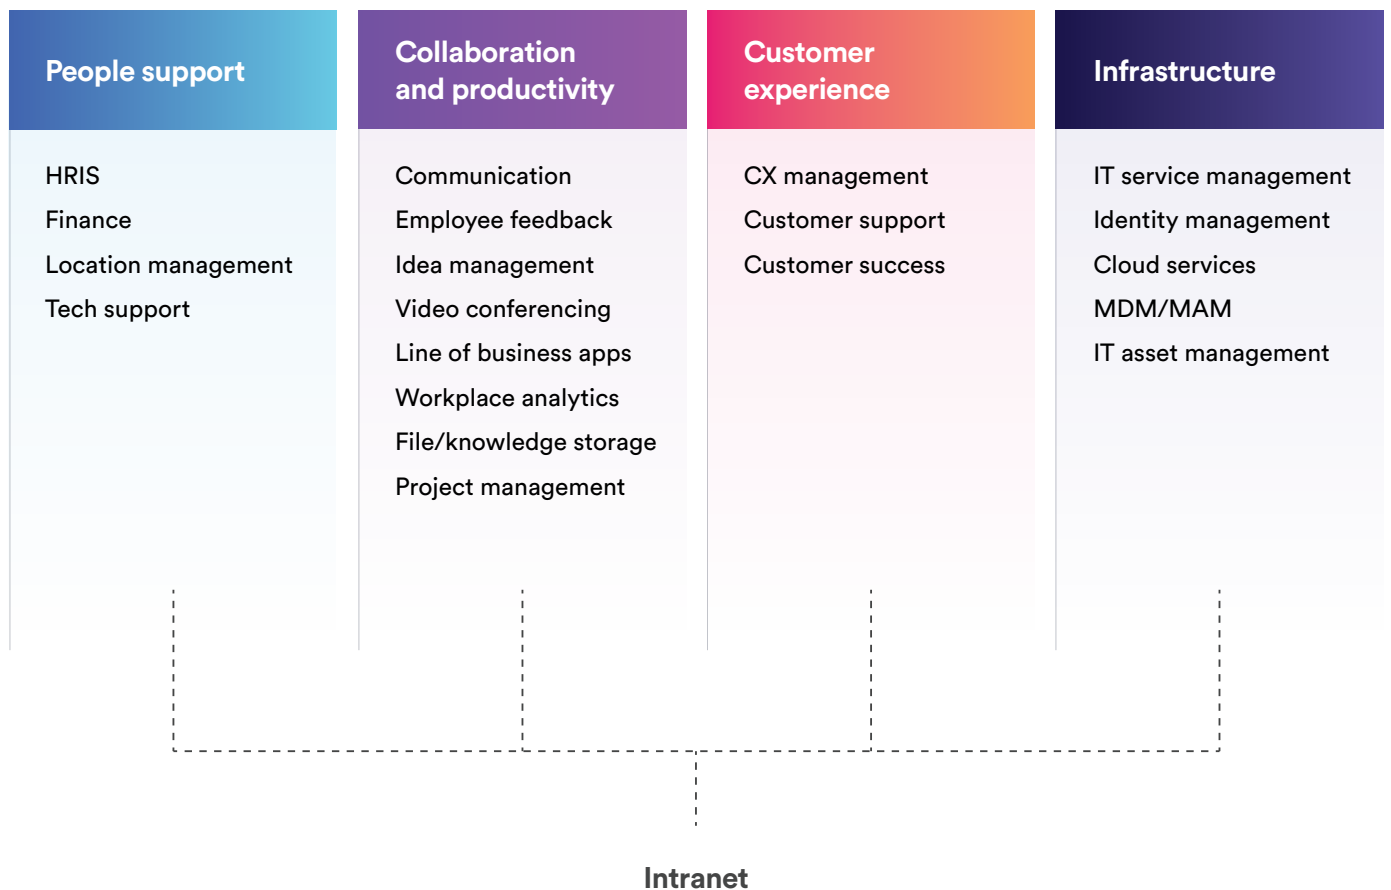 People support
HRIS
Finance
Location management
Tech support
Collaboration
and productivity
Communication
Employee feedback
Idea management
Video conferencing
Line of business apps
Workplace analytics
File/knowledge storage
Project management
Customer
experience
CX management
Customer support
Customer success
Infrastructure
IT service management
Identity management
Cloud services
MDM/MAM
IT asset management
Intranet